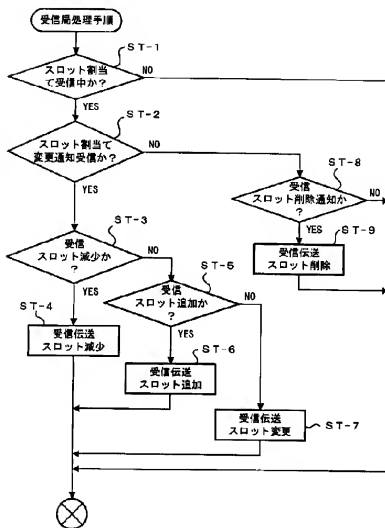 受信局処理手順
ST-1
スロット割当
て受信中か?
NO
YES
ST-2
スロット割当て
変更通知受信か?
NO
YES
ST-8
受信
スロット削除通知か
?
NO
YES
ST-9
受信伝送
スロット削除
ST-3
受信
スロット減少か
?
NO
YES
ST-5
受信
スロット追加か
?
NO
YES
ST-4
受信伝送
スロット減少
ST-6
受信伝送
スロット追加
受信伝送
スロット変更
ST-7